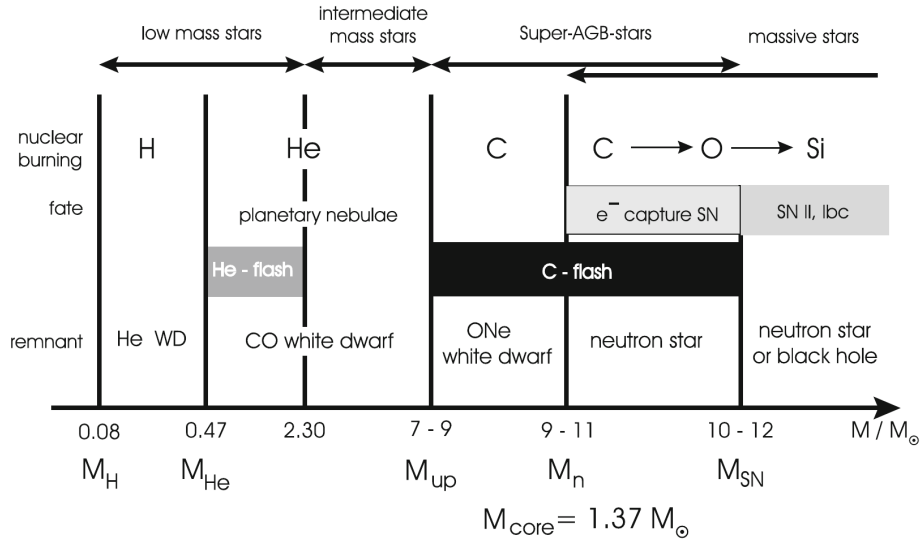 low mass stars
intermediate
mass stars
Super-AGB-stars
massive stars
nuclear
burning
H
He
C
C → O → Si
fate
planetary nebulae
e⁻ capture SN
SN II, Ibc
He - flash
C - flash
remnant
He WD
CO white dwarf
ONe
white dwarf
neutron star
neutron star
or black hole
0.08
0.47
2.30
7 - 9
9 - 11
10 - 12
M / M☉
M_H
M_He
M_up
M_n
M_SN
M_core = 1.37 M☉